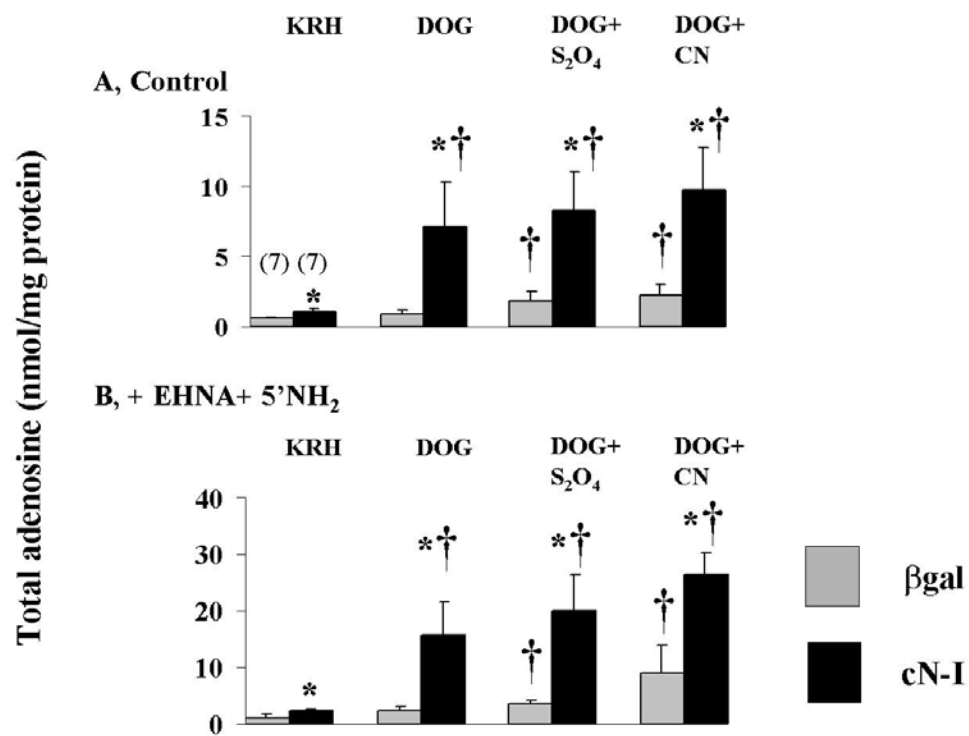 KRH DOG DOG+ DOG+
S₂O₄ CN
A, Control
15
* † * † * †
10
† †
5
(7) (7)
*
0
Total adenosine (nmol/mg protein)
B, + EHNA+ 5’NH₂
KRH DOG DOG+ DOG+
S₂O₄ CN
40
* † * † * †
30
20
† †
10
*
0
βgal
cN-I